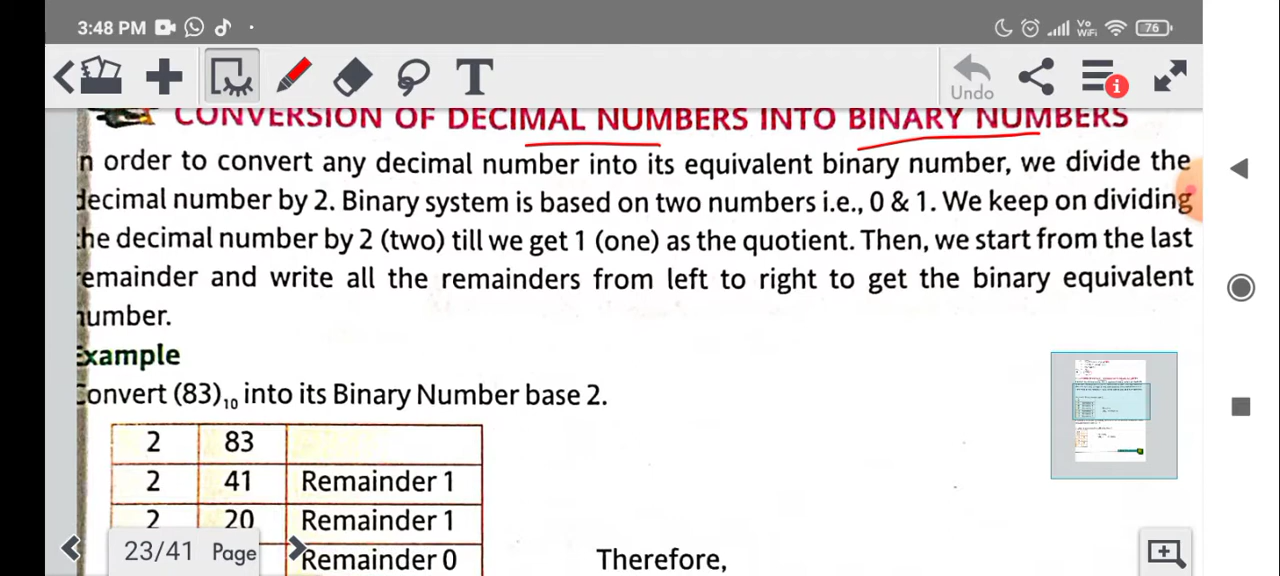 3:48 PM
Vo WiFi 76
Undo
T
CONVERSION OF DECIMAL NUMBERS INTO BINARY NUMBERS
n order to convert any decimal number into its equivalent binary number, we divide the
decimal number by 2. Binary system is based on two numbers i.e., 0 & 1. We keep on dividing
the decimal number by 2 (two) till we get 1 (one) as the quotient. Then, we start from the last
remainder and write all the remainders from left to right to get the binary equivalent
number.
Example
Convert (83)₁₀ into its Binary Number base 2.
2 83
2 41 Remainder 1
2 20 Remainder 1
Remainder 0
Therefore,
23/41 Page